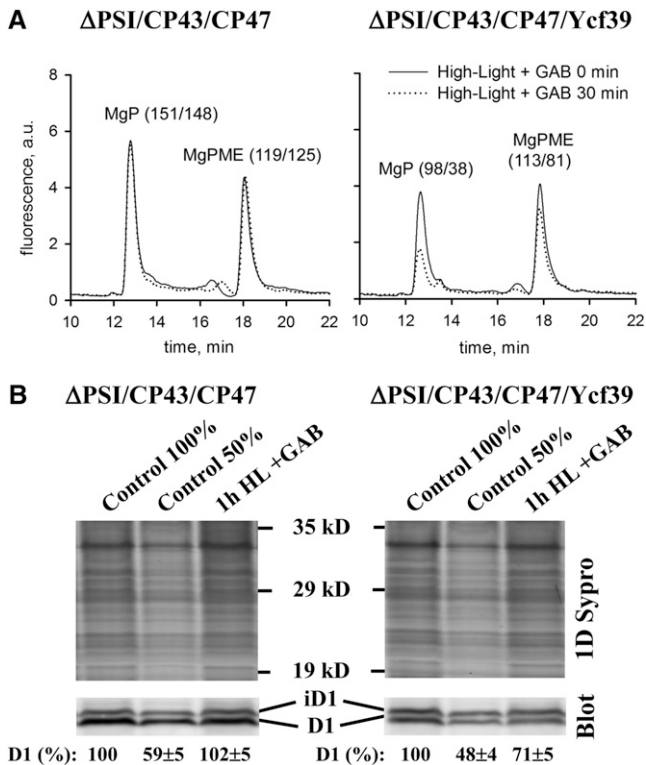 A
ΔPSI/CP43/CP47
ΔPSI/CP43/CP47/Ycf39
fluorescence, a.u.
8
6
4
2
0
MgP (151/148)
MgPME (119/125)
10 12 14 16 18 20 22
time, min
High-Light + GAB 0 min
High-Light + GAB 30 min
MgP (98/38)
MgPME
(113/81)
10 12 14 16 18 20 22
time, min
B
ΔPSI/CP43/CP47
ΔPSI/CP43/CP47/Ycf39
Control 100%
Control 50%
1h HL +GAB
Control 100%
Control 50%
1h HL +GAB
35 kD
29 kD
19 kD
1D Sypro
iD1
D1
Blot
D1 (%): 100 59±5 102±5
D1 (%): 100 48±4 71±5